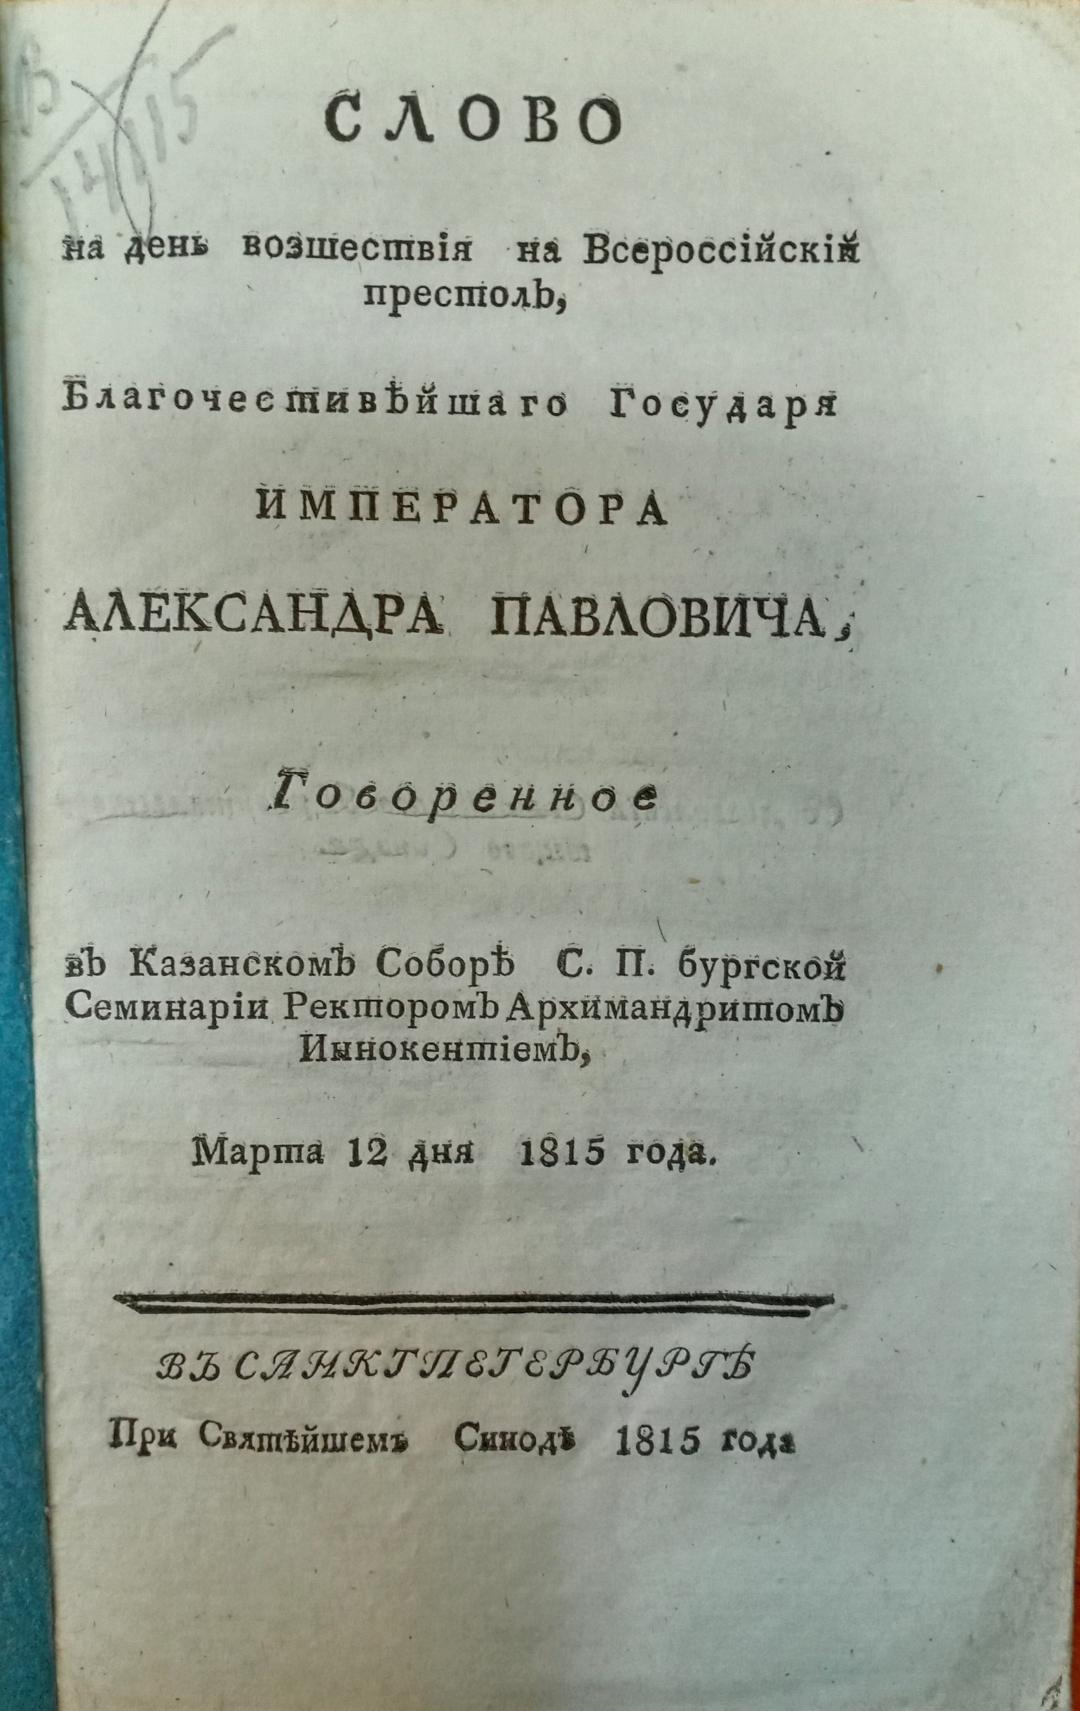 В
14115
СЛОВО
на день возшествія на Всероссійскій
престолъ,
Благочестивѣйшаго Государя
ИМПЕРАТОРА
АЛЕКСАНДРА ПАВЛОВИЧА,
Говоренное
въ Казанскомъ Соборѣ С. П. бургской
Семинаріи Ректоромъ Архимандритомъ
Иннокентіемъ,
Марта 12 дня 1815 года.
ВЪ САНКТПЕТЕРБУРГѢ
При Святѣйшемъ Синодѣ 1815 года